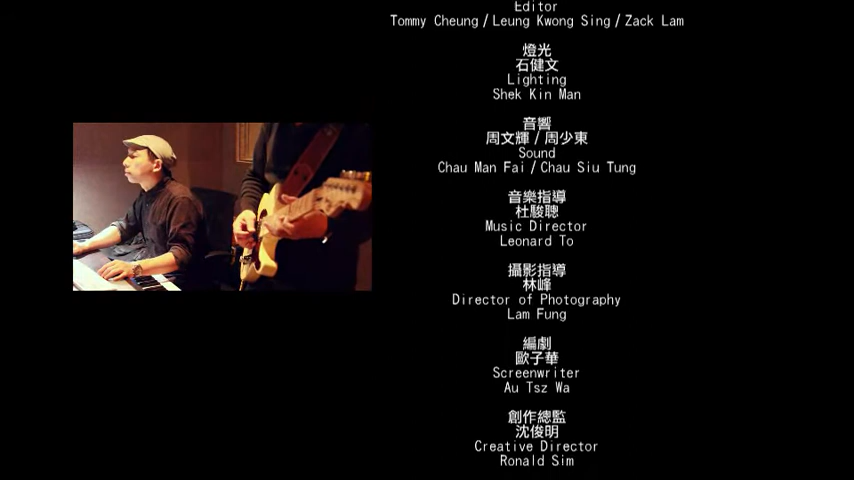 Editor
Tommy Cheung / Leung Kwong Sing / Zack Lam
燈光
石健文
Lighting
Shek Kin Man
音響
周文輝 / 周少東
Sound
Chau Man Fai / Chau Siu Tung
音樂指導
杜駿聰
Music Director
Leonard To
攝影指導
林峰
Director of Photography
Lam Fung
編劇
歐子華
Screenwriter
Au Tsz Wa
創作總監
沈俊明
Creative Director
Ronald Sim